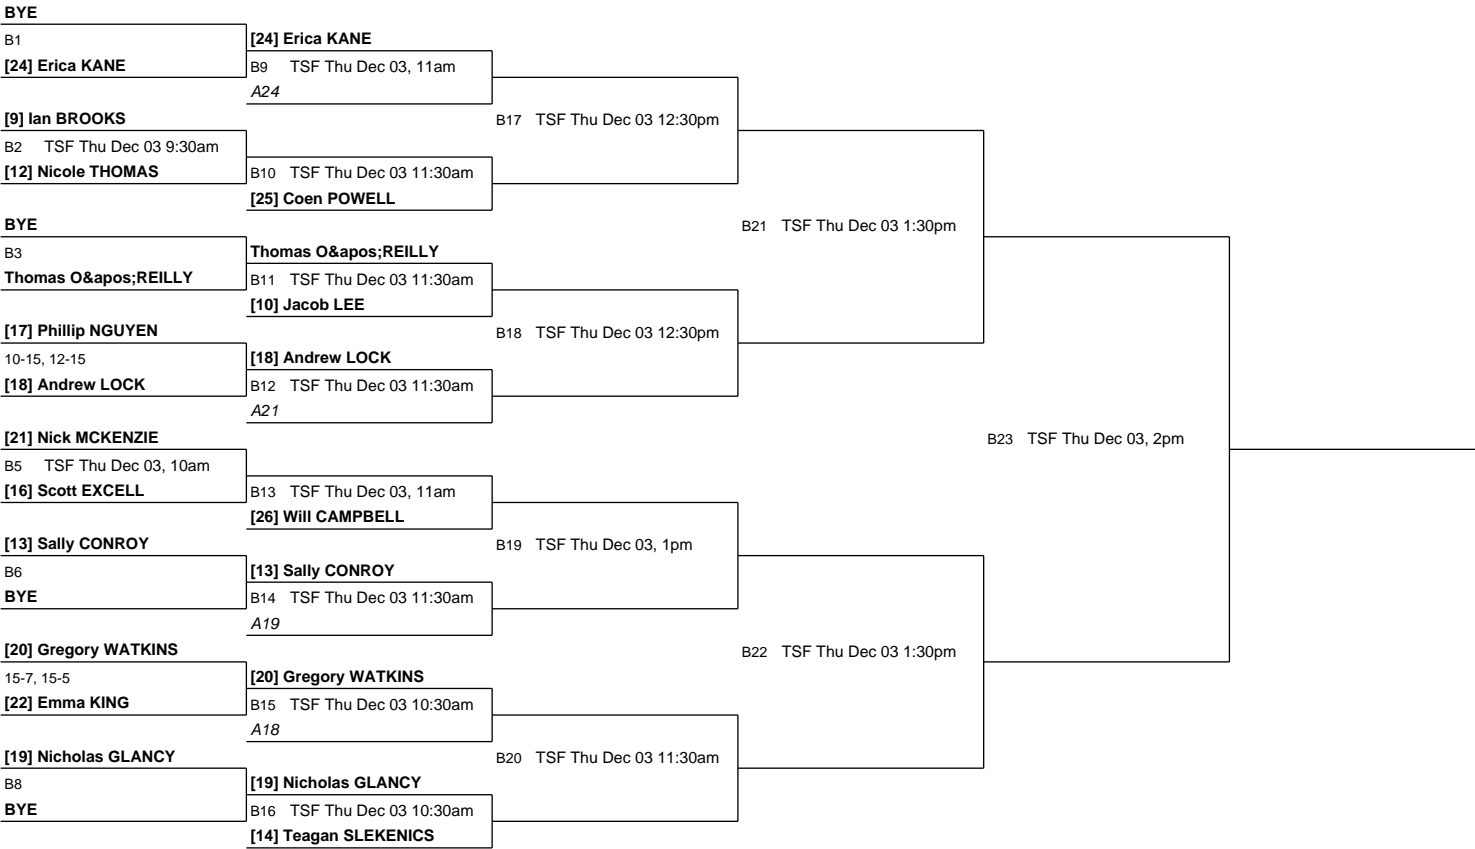 BYE
B1
[24] Erica KANE
[24] Erica KANE
B9 TSF Thu Dec 03, 11am
A24
[9] Ian BROOKS
B2 TSF Thu Dec 03 9:30am
[12] Nicole THOMAS
B17 TSF Thu Dec 03 12:30pm
B10 TSF Thu Dec 03 11:30am
[25] Coen POWELL
BYE
B3
Thomas O&apos;REILLY
B21 TSF Thu Dec 03 1:30pm
Thomas O&apos;REILLY
B11 TSF Thu Dec 03 11:30am
[10] Jacob LEE
[17] Phillip NGUYEN
10-15, 12-15
[18] Andrew LOCK
B18 TSF Thu Dec 03 12:30pm
[18] Andrew LOCK
B12 TSF Thu Dec 03 11:30am
A21
[21] Nick MCKENZIE
B5 TSF Thu Dec 03, 10am
[16] Scott EXCELL
B23 TSF Thu Dec 03, 2pm
B13 TSF Thu Dec 03, 11am
[26] Will CAMPBELL
[13] Sally CONROY
B6
BYE
B19 TSF Thu Dec 03, 1pm
[13] Sally CONROY
B14 TSF Thu Dec 03 11:30am
A19
[20] Gregory WATKINS
15-7, 15-5
[22] Emma KING
B22 TSF Thu Dec 03 1:30pm
[20] Gregory WATKINS
B15 TSF Thu Dec 03 10:30am
A18
[19] Nicholas GLANCY
B8
BYE
B20 TSF Thu Dec 03 11:30am
[19] Nicholas GLANCY
B16 TSF Thu Dec 03 10:30am
[14] Teagan SLEKENICS